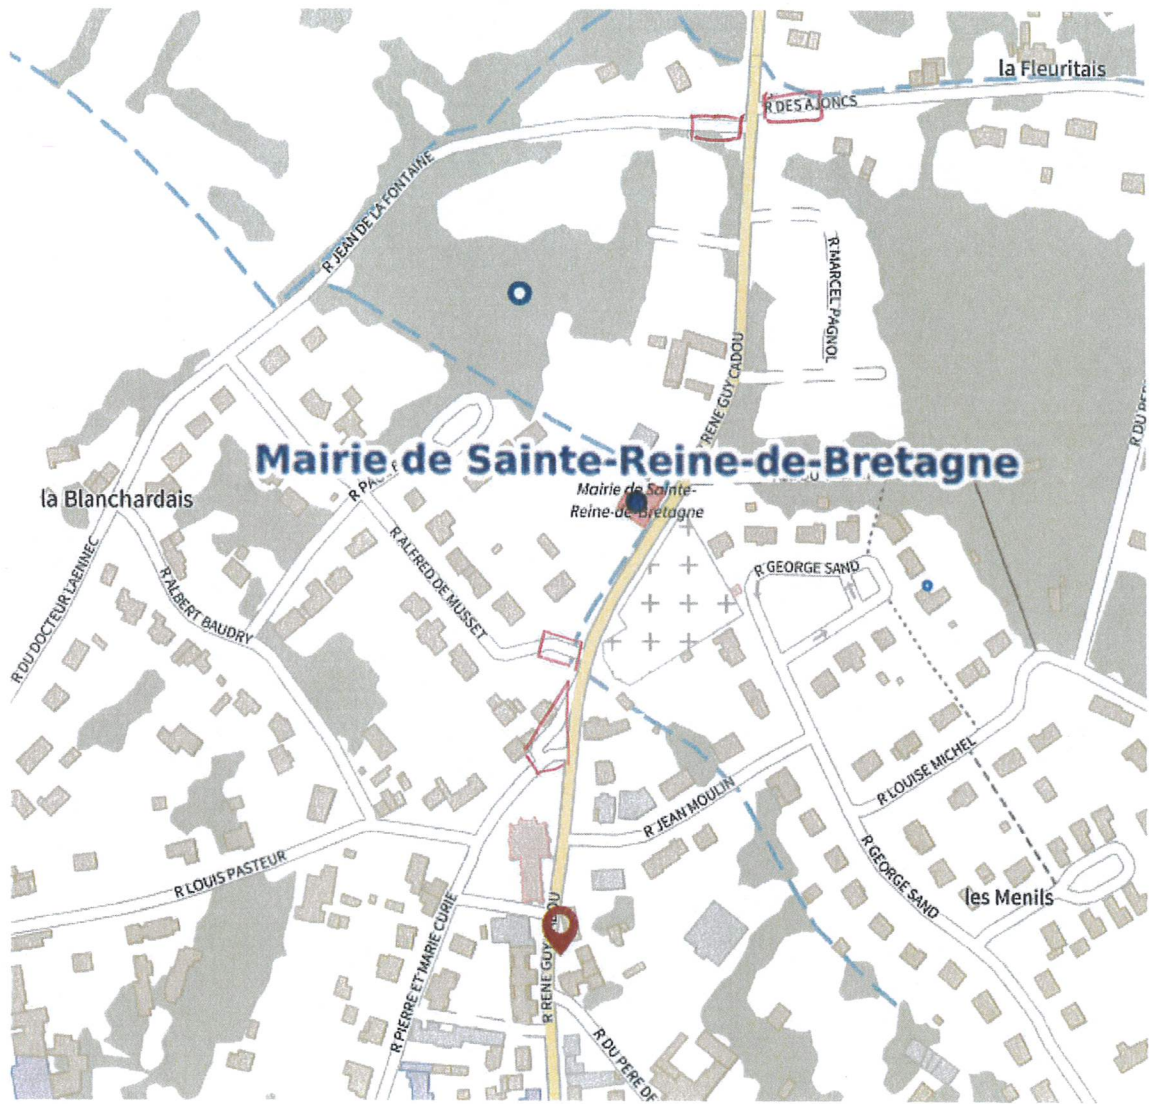 la Fleuritais
R DES AJONCS
R JEAN DE LA FONTAINE
R MARCEL PAGNOL
RENE GUY CADOU
R DU PE
Mairie de Sainte-Reine-de-Bretagne
la Blanchardais
Mairie de Sainte-
Reine-de-Bretagne
R ALFRED DE MUSSET
R DU DOCTEUR LAENNEC
R ALBERT BAUDRY
R GEORGE SAND
R LOUISE MICHEL
R JEAN MOULIN
R LOUIS PASTEUR
R GEORGE SAND
les Menils
R PIERRE ET MARIE CURIE
R RENE GUY
R DU PERE DE